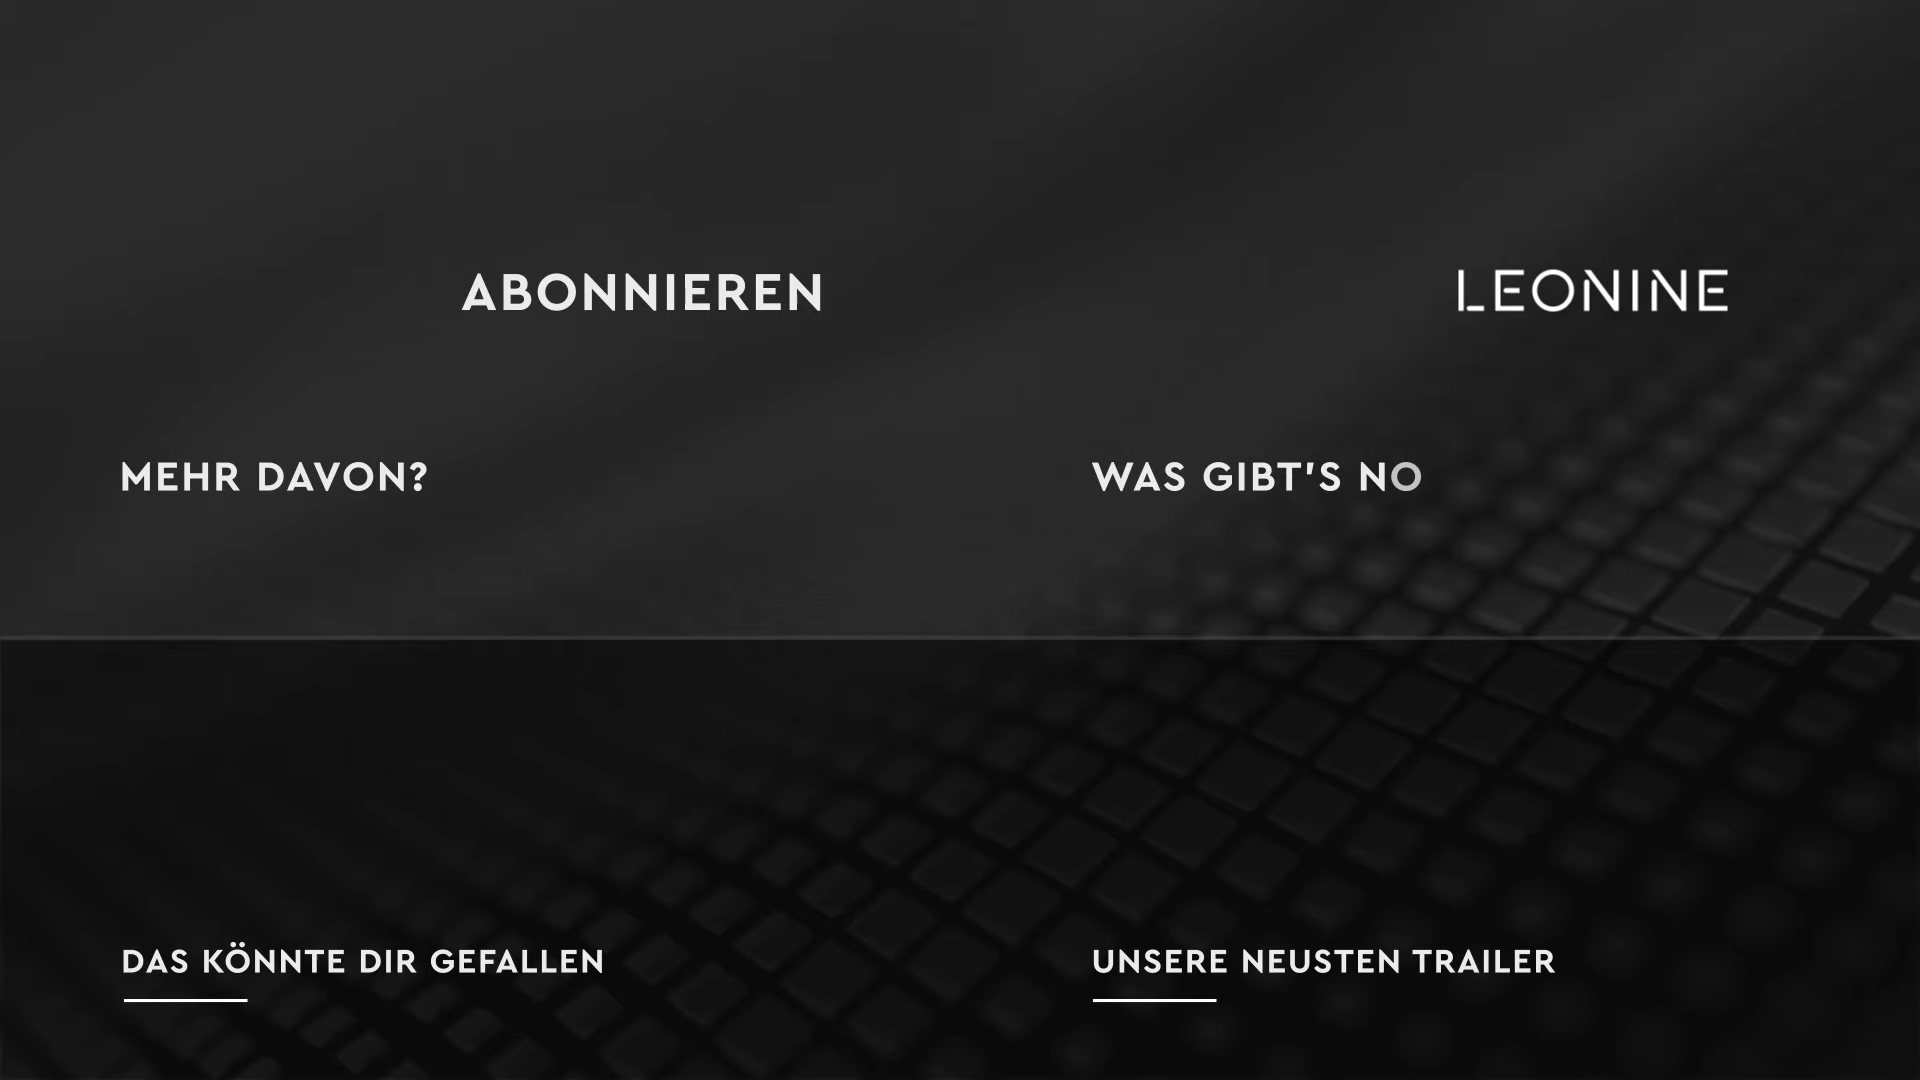 ABONNIEREN
LEONINE
MEHR DAVON?
WAS GIBT'S NO
DAS KÖNNTE DIR GEFALLEN
UNSERE NEUSTEN TRAILER